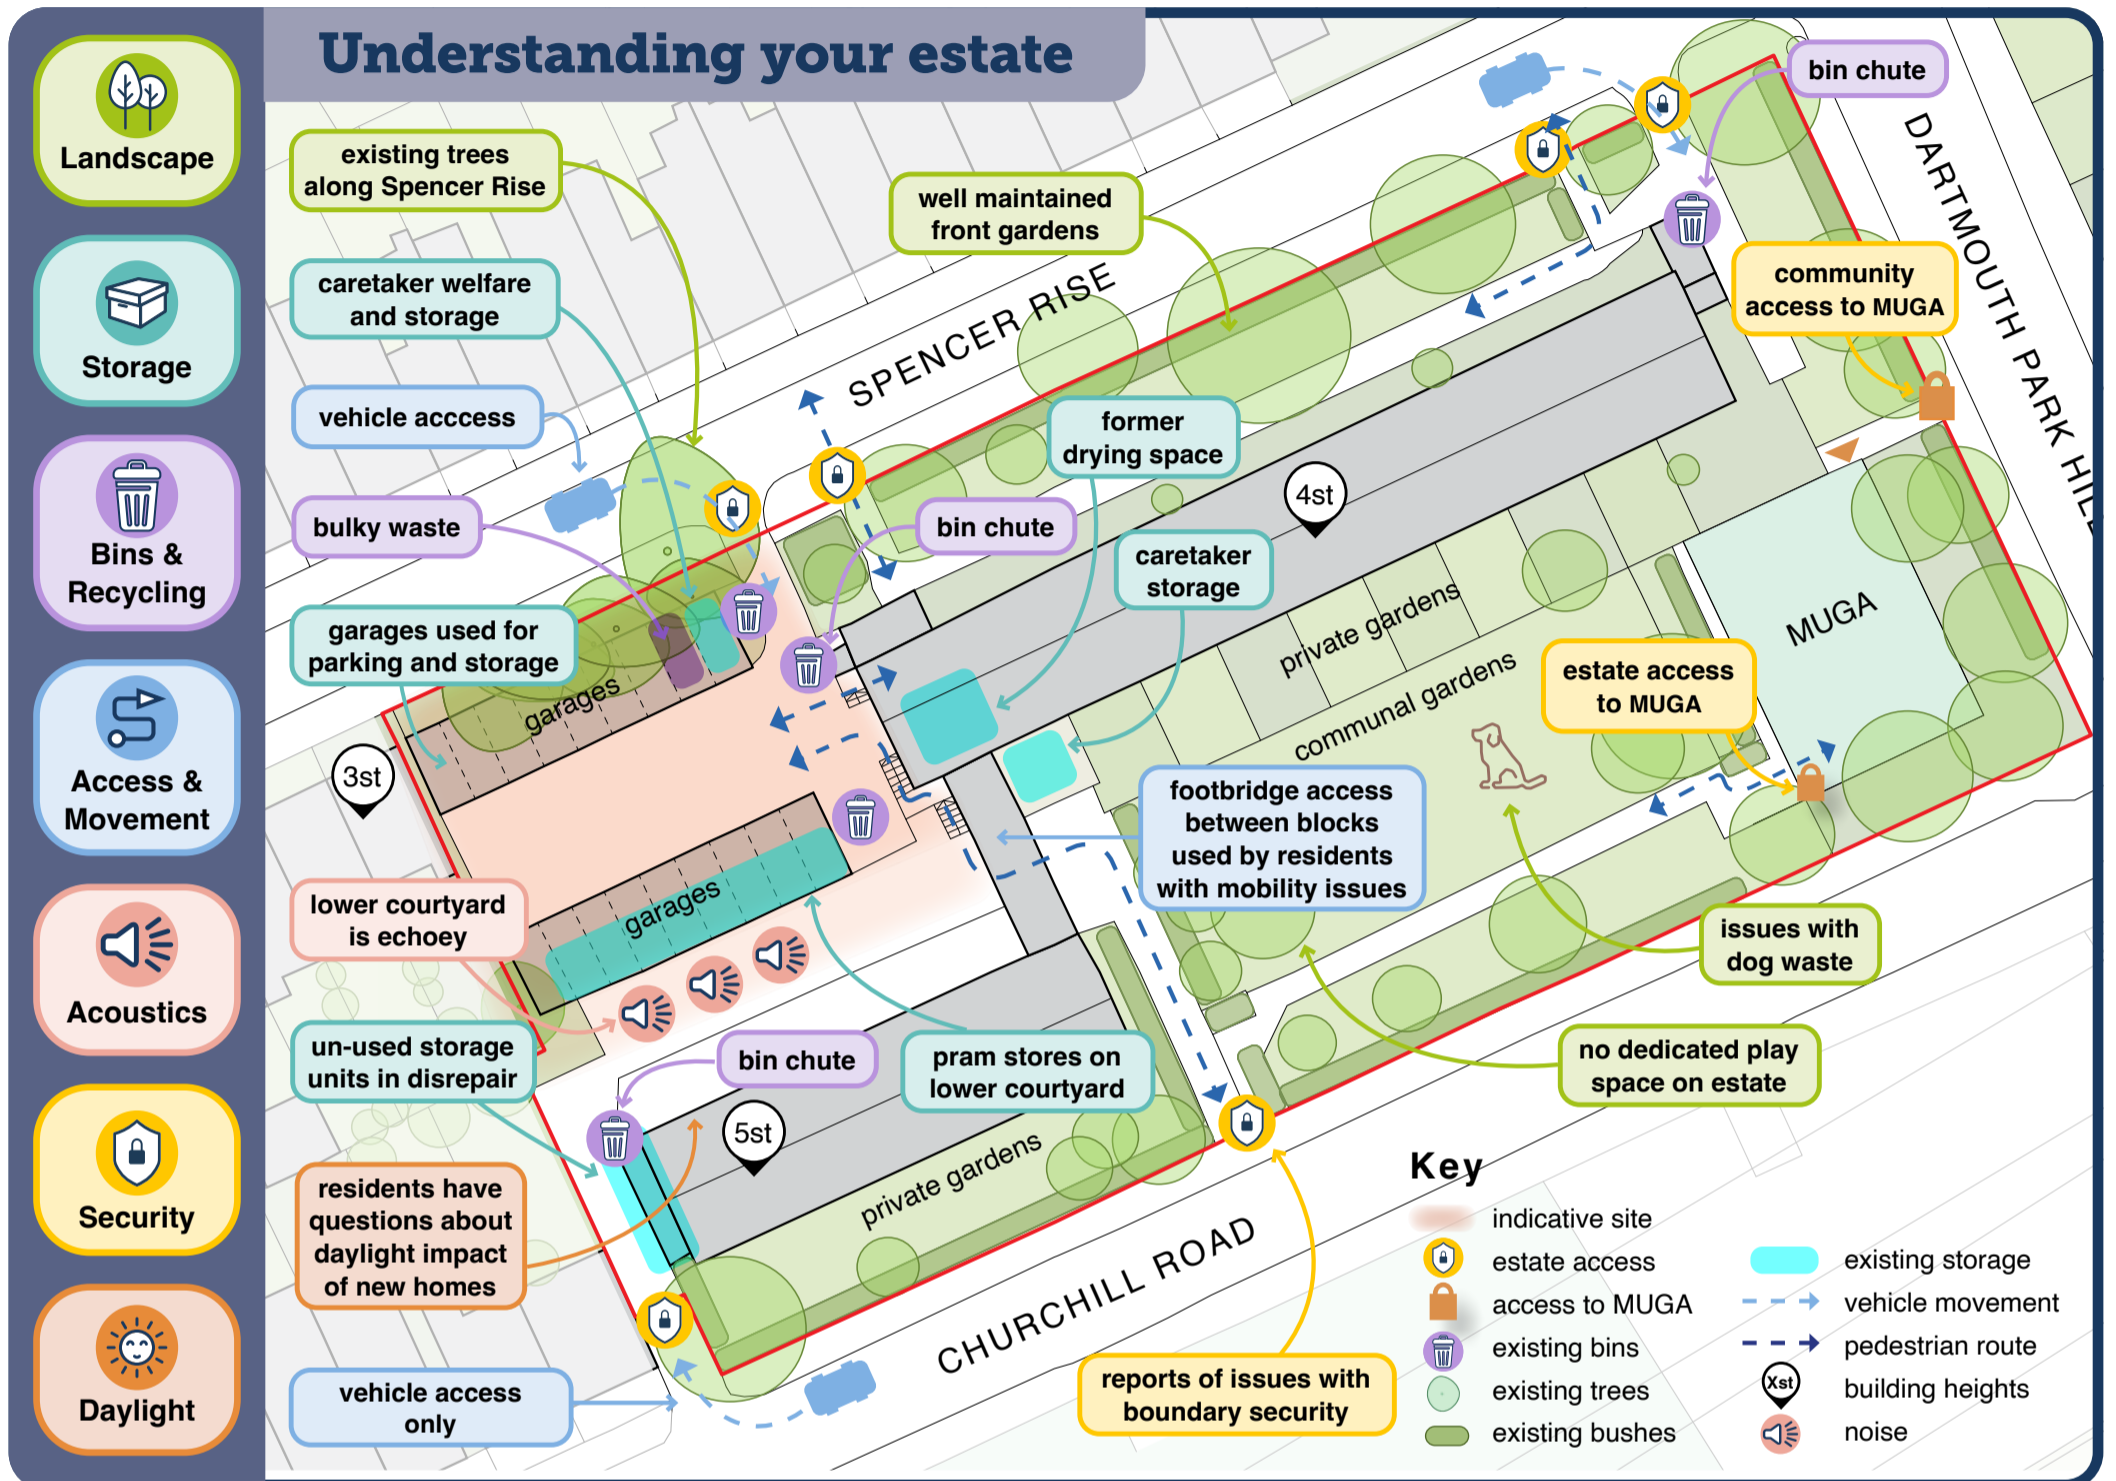 Understanding your estate
Landscape
Storage
Bins &
Recycling
Access &
Movement
Acoustics
Security
Daylight
existing trees
along Spencer Rise
caretaker welfare
and storage
vehicle acccess
bulky waste
garages used for
parking and storage
3st
lower courtyard
is echoey
un-used storage
units in disrepair
residents have
questions about
daylight impact
of new homes
vehicle access
only
well maintained
front gardens
SPENCER RISE
bin chute
DARTMOUTH PARK HILL
community
access to MUGA
former
drying space
4st
bin chute
caretaker
storage
garages
private gardens
communal gardens
MUGA
estate access
to MUGA
footbridge access
between blocks
used by residents
with mobility issues
garages
issues with
dog waste
no dedicated play
space on estate
bin chute
pram stores on
lower courtyard
5st
private gardens
CHURCHILL ROAD
reports of issues with
boundary security
Key
indicative site
estate access
access to MUGA
existing bins
existing trees
existing bushes
existing storage
vehicle movement
pedestrian route
Xst
building heights
noise